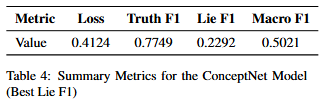 Metric Loss Truth F1 Lie F1 Macro F1
Value 0.4124 0.7749 0.2292 0.5021
Table 4: Summary Metrics for the ConceptNet Model
(Best Lie F1)